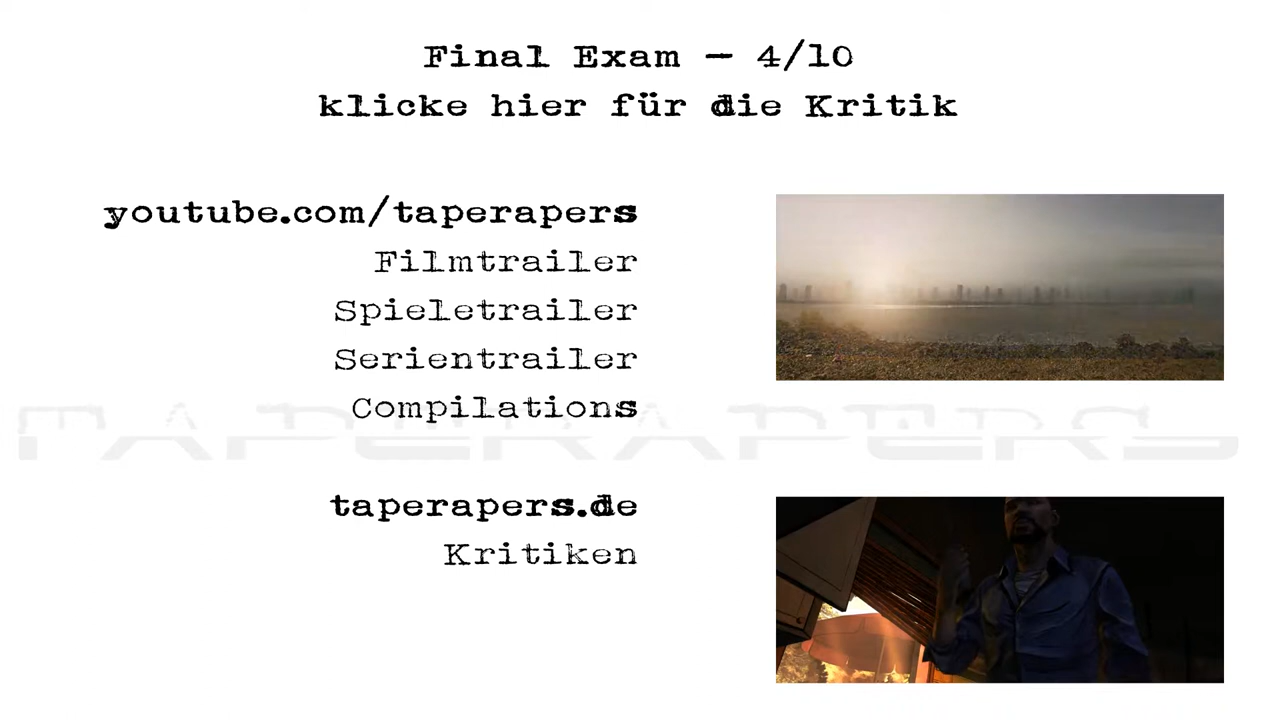 Final Exam – 4/10
klicke hier für die Kritik
youtube.com/taperapers
Filmtrailer
Spieletrailer
Serientrailer
Compilations
TAPERAPERS
taperapers.de
Kritiken